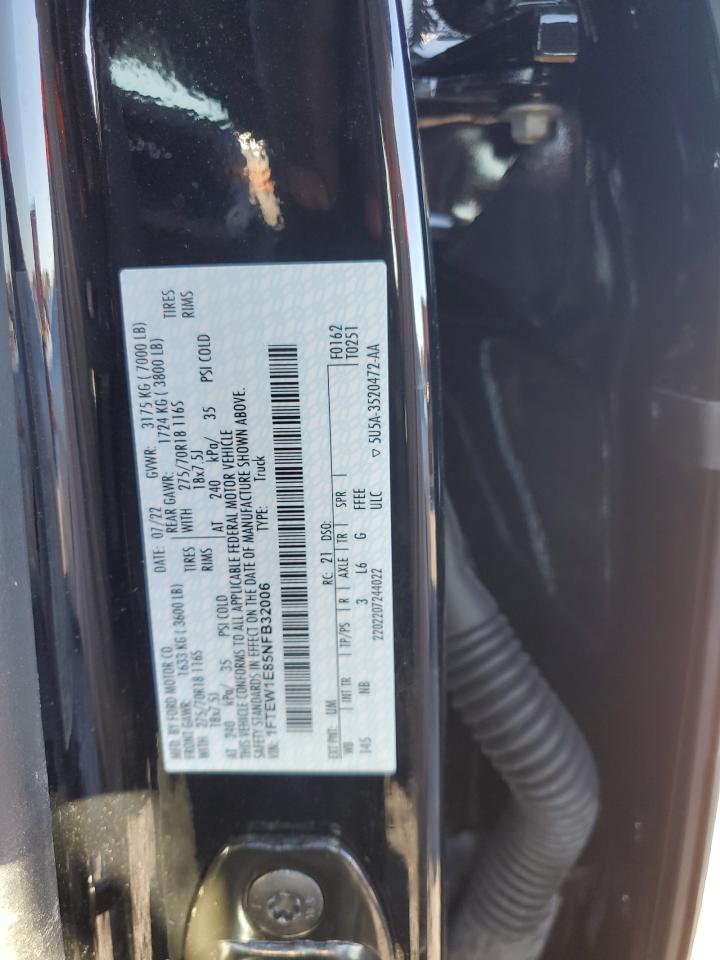 MFD. BY FORD MOTOR CO. DATE: 07/22 GVWR: 3175 KG ( 7000 LB)
FRONT GAWR: 1633 KG ( 3600 LB) REAR GAWR: 1724 KG ( 3800 LB)
WITH 275/70R18 116S TIRES WITH 275/70R18 116S TIRES
18x7.5J RIMS 18x7.5J RIMS
AT 240 kPa/ 35 PSI COLD AT 240 kPa/ 35 PSI COLD
THIS VEHICLE CONFORMS TO ALL APPLICABLE FEDERAL MOTOR VEHICLE
SAFETY STANDARDS IN EFFECT ON THE DATE OF MANUFACTURE SHOWN ABOVE.
VIN: 1FTEW1E85NFB32006 TYPE: Truck
F0162
T0251
EXT PNT: UM RC: 21 DSO:
WB INT TR TP/PS R AXLE TR SPR
145 NB 3 L6 G FFEE
2202207244022 ULC
▽ 5U5A-3520472-AA